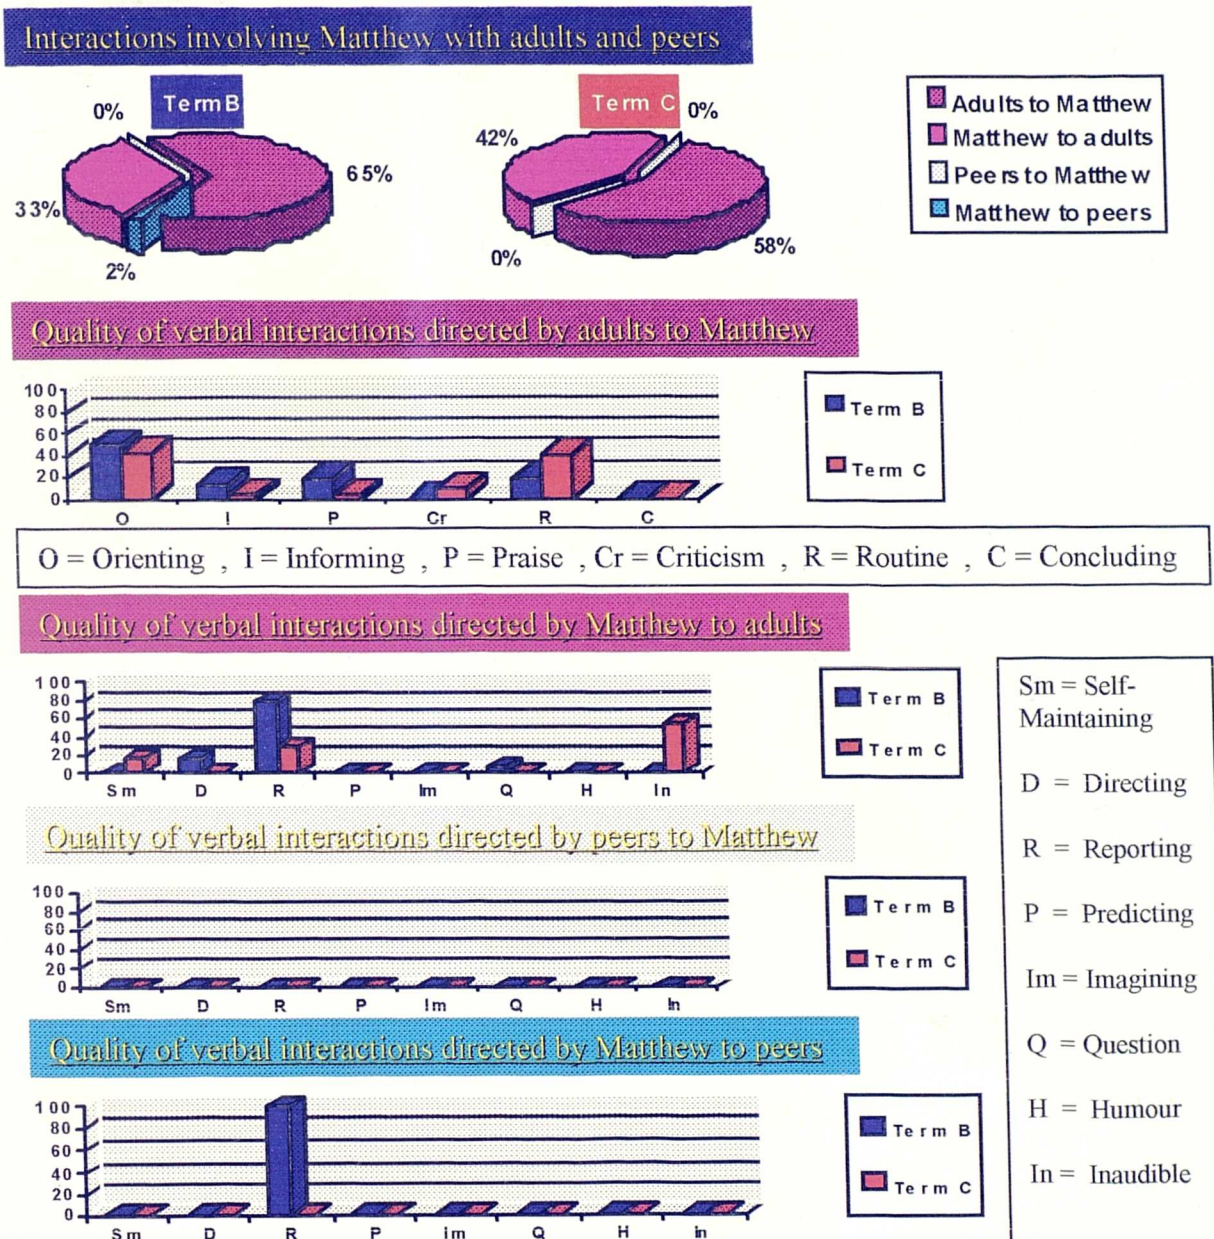 Interactions involving Matthew with adults and peers
Term B
0%
65%
33%
2%
Term C
0%
42%
58%
0%
Adults to Matthew
Matthew to adults
Peers to Matthew
Matthew to peers
Quality of verbal interactions directed by adults to Matthew
100
80
60
40
20
0
O I P Cr R C
Term B
Term C
O = Orienting , I = Informing , P = Praise , Cr = Criticism , R = Routine , C = Concluding
Quality of verbal interactions directed by Matthew to adults
100
80
60
40
20
0
Sm D R P Im Q H In
Term B
Term C
Quality of verbal interactions directed by peers to Matthew
100
80
60
40
20
0
Sm D R P Im Q H In
Term B
Term C
Quality of verbal interactions directed by Matthew to peers
100
80
60
40
20
0
Sm D R P im Q H in
Term B
Term C
Sm = Self-
Maintaining
D = Directing
R = Reporting
P = Predicting
Im = Imagining
Q = Question
H = Humour
In = Inaudible